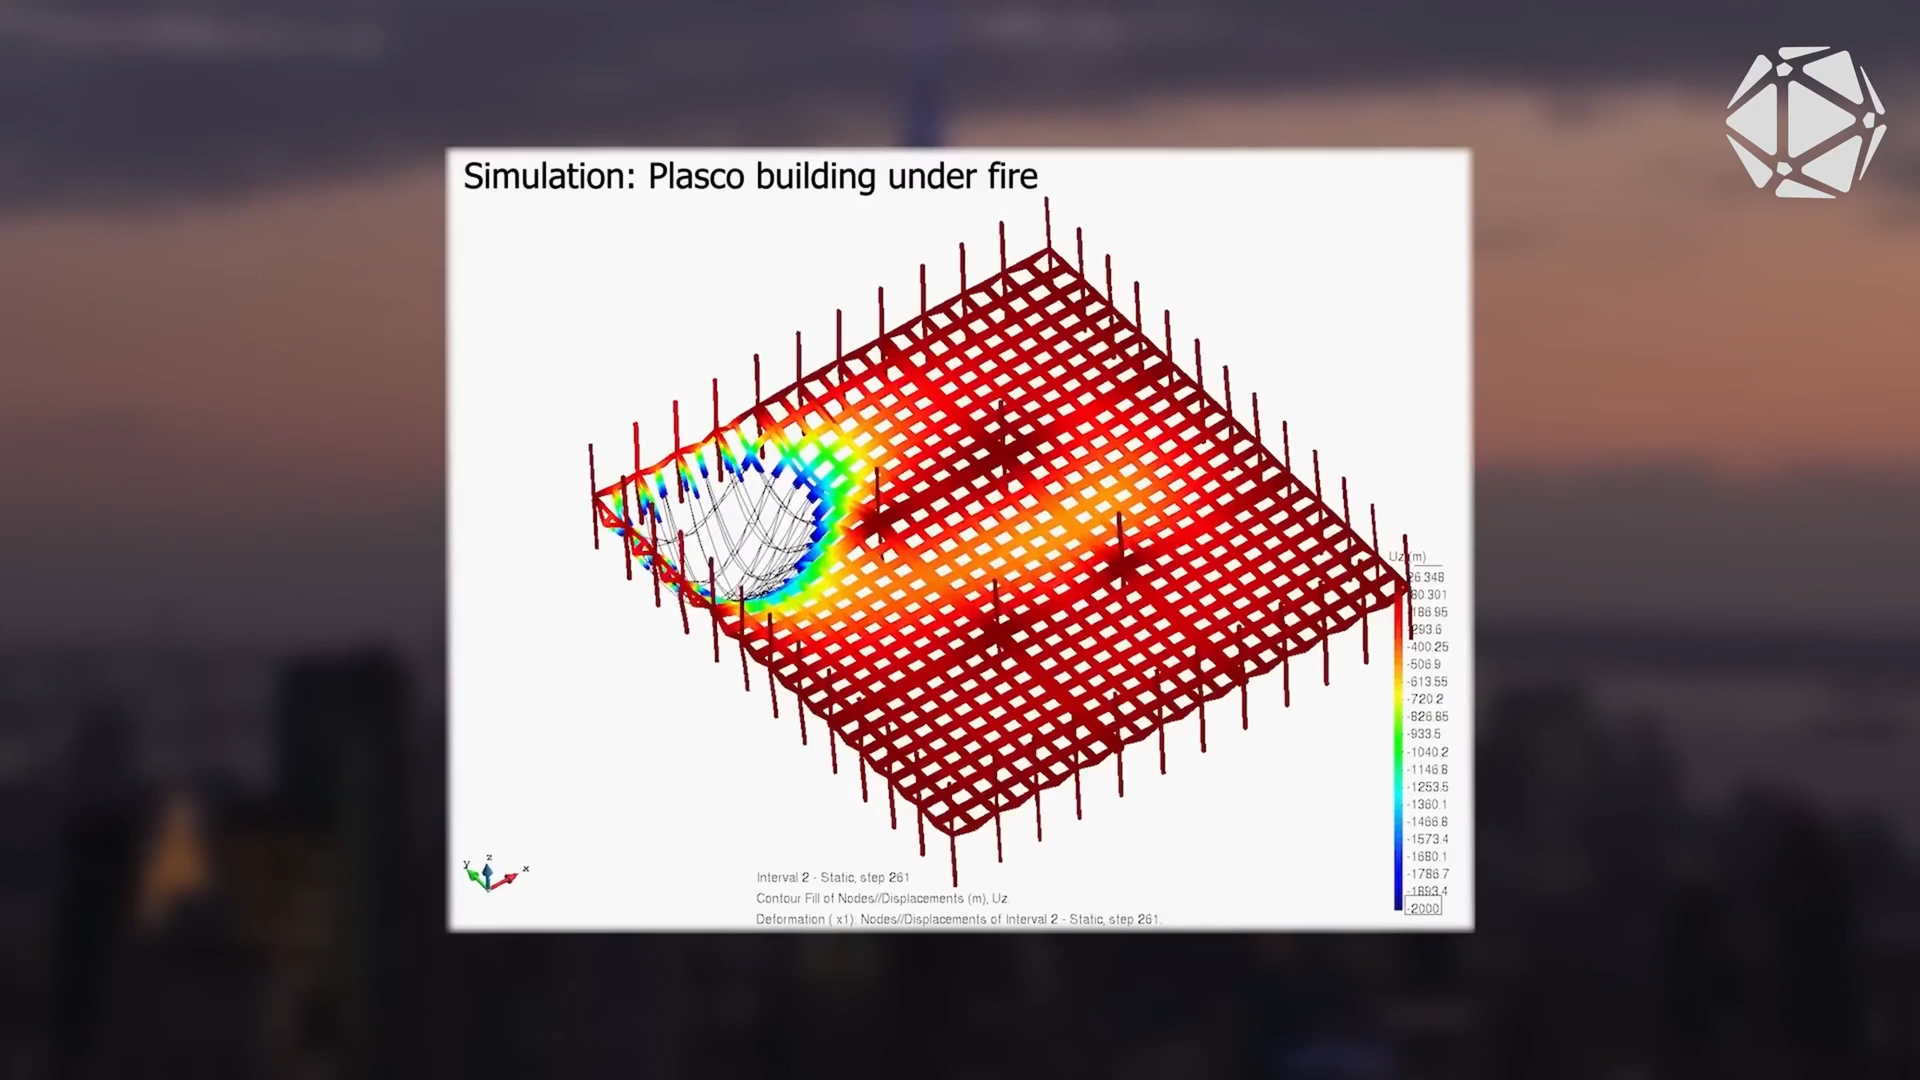 Simulation: Plasco building under fire
Uz (m)
26.348
80.301
186.95
-293.6
-400.25
-506.9
-613.55
-720.2
-826.85
-933.5
-1040.2
-1146.8
-1253.5
-1360.1
-1466.8
-1573.4
-1680.1
-1786.7
-1893.4
-2000
y
z
x
Interval 2 - Static, step 261
Contour Fill of Nodes//Displacements (m), Uz.
Deformation ( x1): Nodes//Displacements of Interval 2 - Static, step 261.